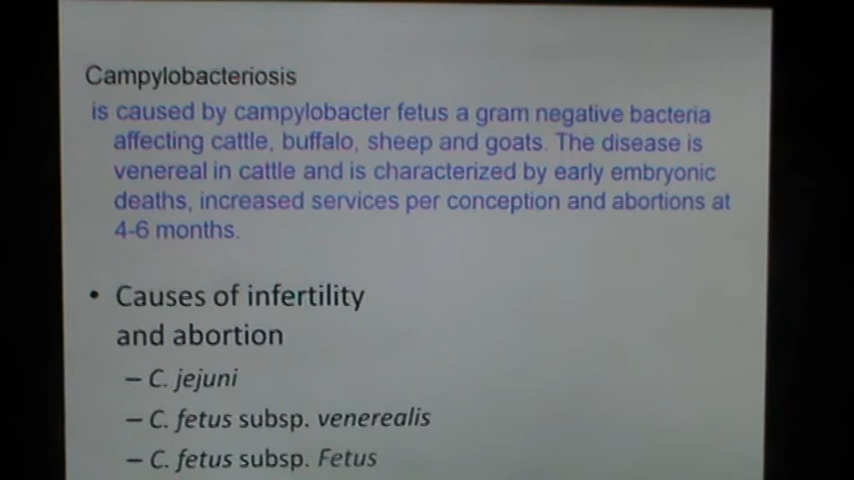 Campylobacteriosis
is caused by campylobacter fetus a gram negative bacteria
affecting cattle, buffalo, sheep and goats. The disease is
venereal in cattle and is characterized by early embryonic
deaths, increased services per conception and abortions at
4-6 months.
• Causes of infertility
and abortion
– C. jejuni
– C. fetus subsp. venerealis
– C. fetus subsp. Fetus